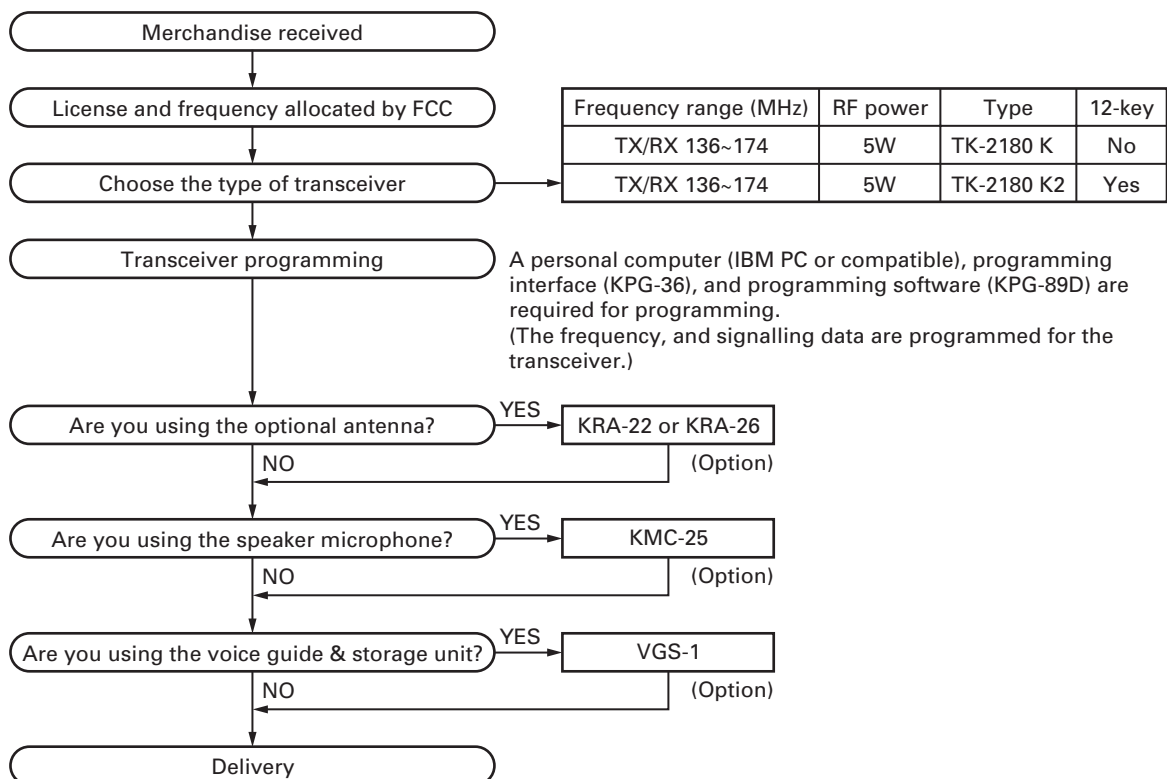 Merchandise received
License and frequency allocated by FCC
Choose the type of transceiver
Frequency range (MHz) RF power Type 12-key
TX/RX 136~174 5W TK-2180 K No
TX/RX 136~174 5W TK-2180 K2 Yes
Transceiver programming
A personal computer (IBM PC or compatible), programming
interface (KPG-36), and programming software (KPG-89D) are
required for programming.
(The frequency, and signalling data are programmed for the
transceiver.)
Are you using the optional antenna?
YES
KRA-22 or KRA-26
(Option)
NO
Are you using the speaker microphone?
YES
KMC-25
(Option)
NO
Are you using the voice guide & storage unit?
YES
VGS-1
(Option)
NO
Delivery